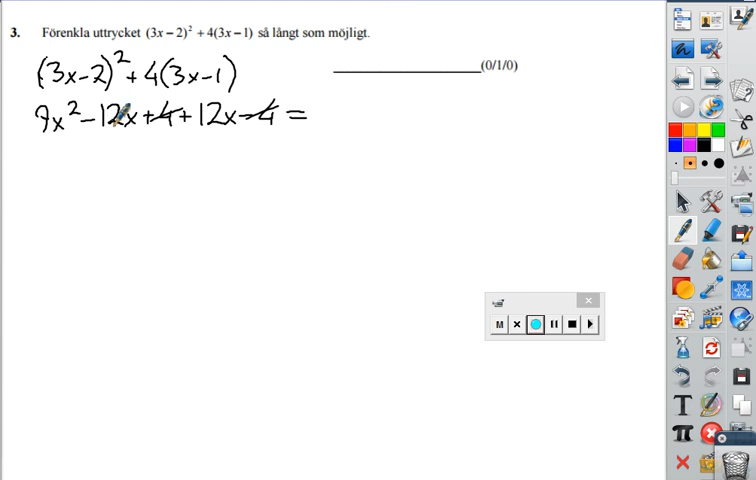 3. Förenkla uttrycket (3x − 2)² + 4(3x − 1) så långt som möjligt.
(3x-2)² + 4(3x-1)
_____________________(0/1/0)
9x² - 12x + 4 + 12x - 4 =
M
T
π